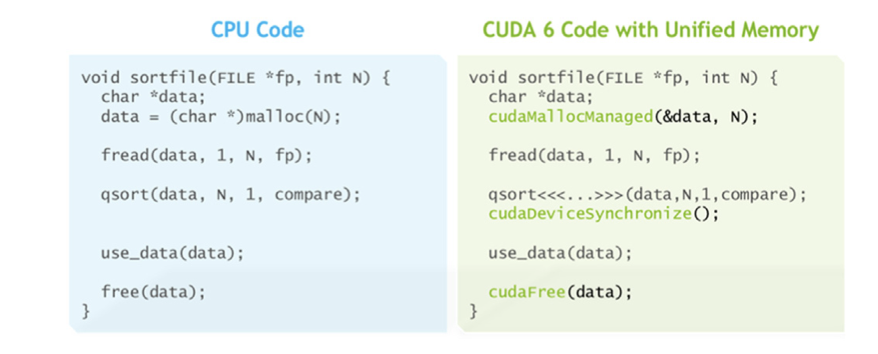 CPU Code
void sortfile(FILE *fp, int N) {
  char *data;
  data = (char *)malloc(N);
  fread(data, 1, N, fp);
  qsort(data, N, 1, compare);
  use_data(data);
  free(data);
}
CUDA 6 Code with Unified Memory
void sortfile(FILE *fp, int N) {
  char *data;
  cudaMallocManaged(&data, N);
  fread(data, 1, N, fp);
  qsort<<<...>>>(data,N,1,compare);
  cudaDeviceSynchronize();
  use_data(data);
  cudaFree(data);
}